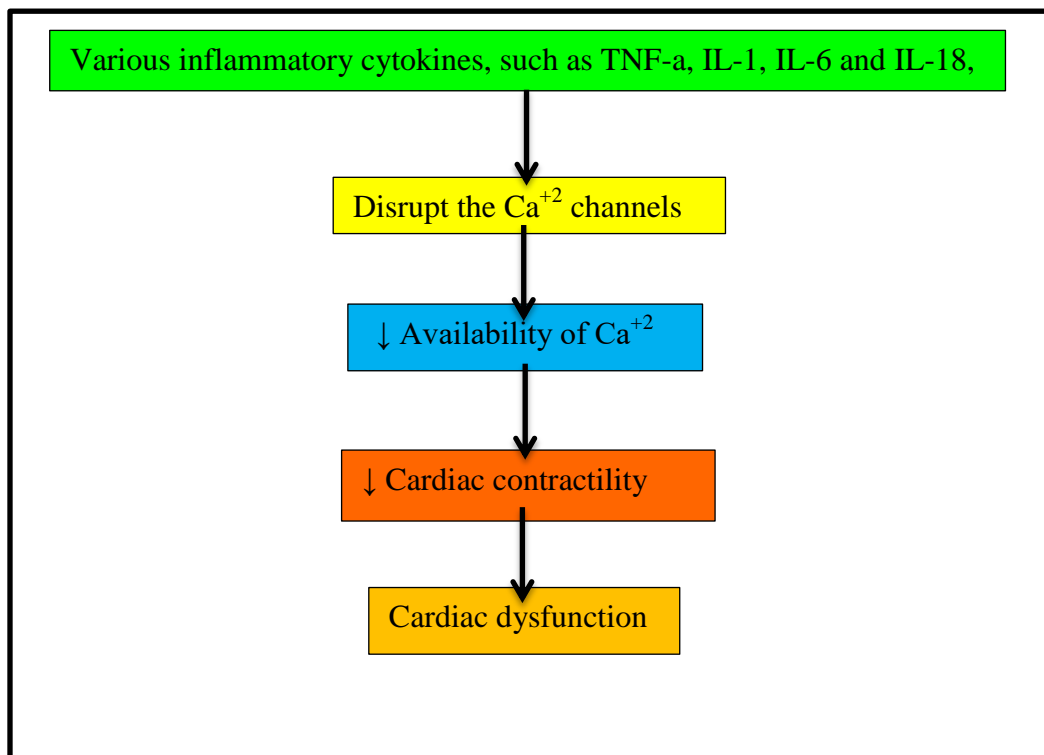 Various inflammatory cytokines, such as TNF-a, IL-1, IL-6 and IL-18,
Disrupt the Ca⁺² channels
↓ Availability of Ca⁺²
↓ Cardiac contractility
Cardiac dysfunction